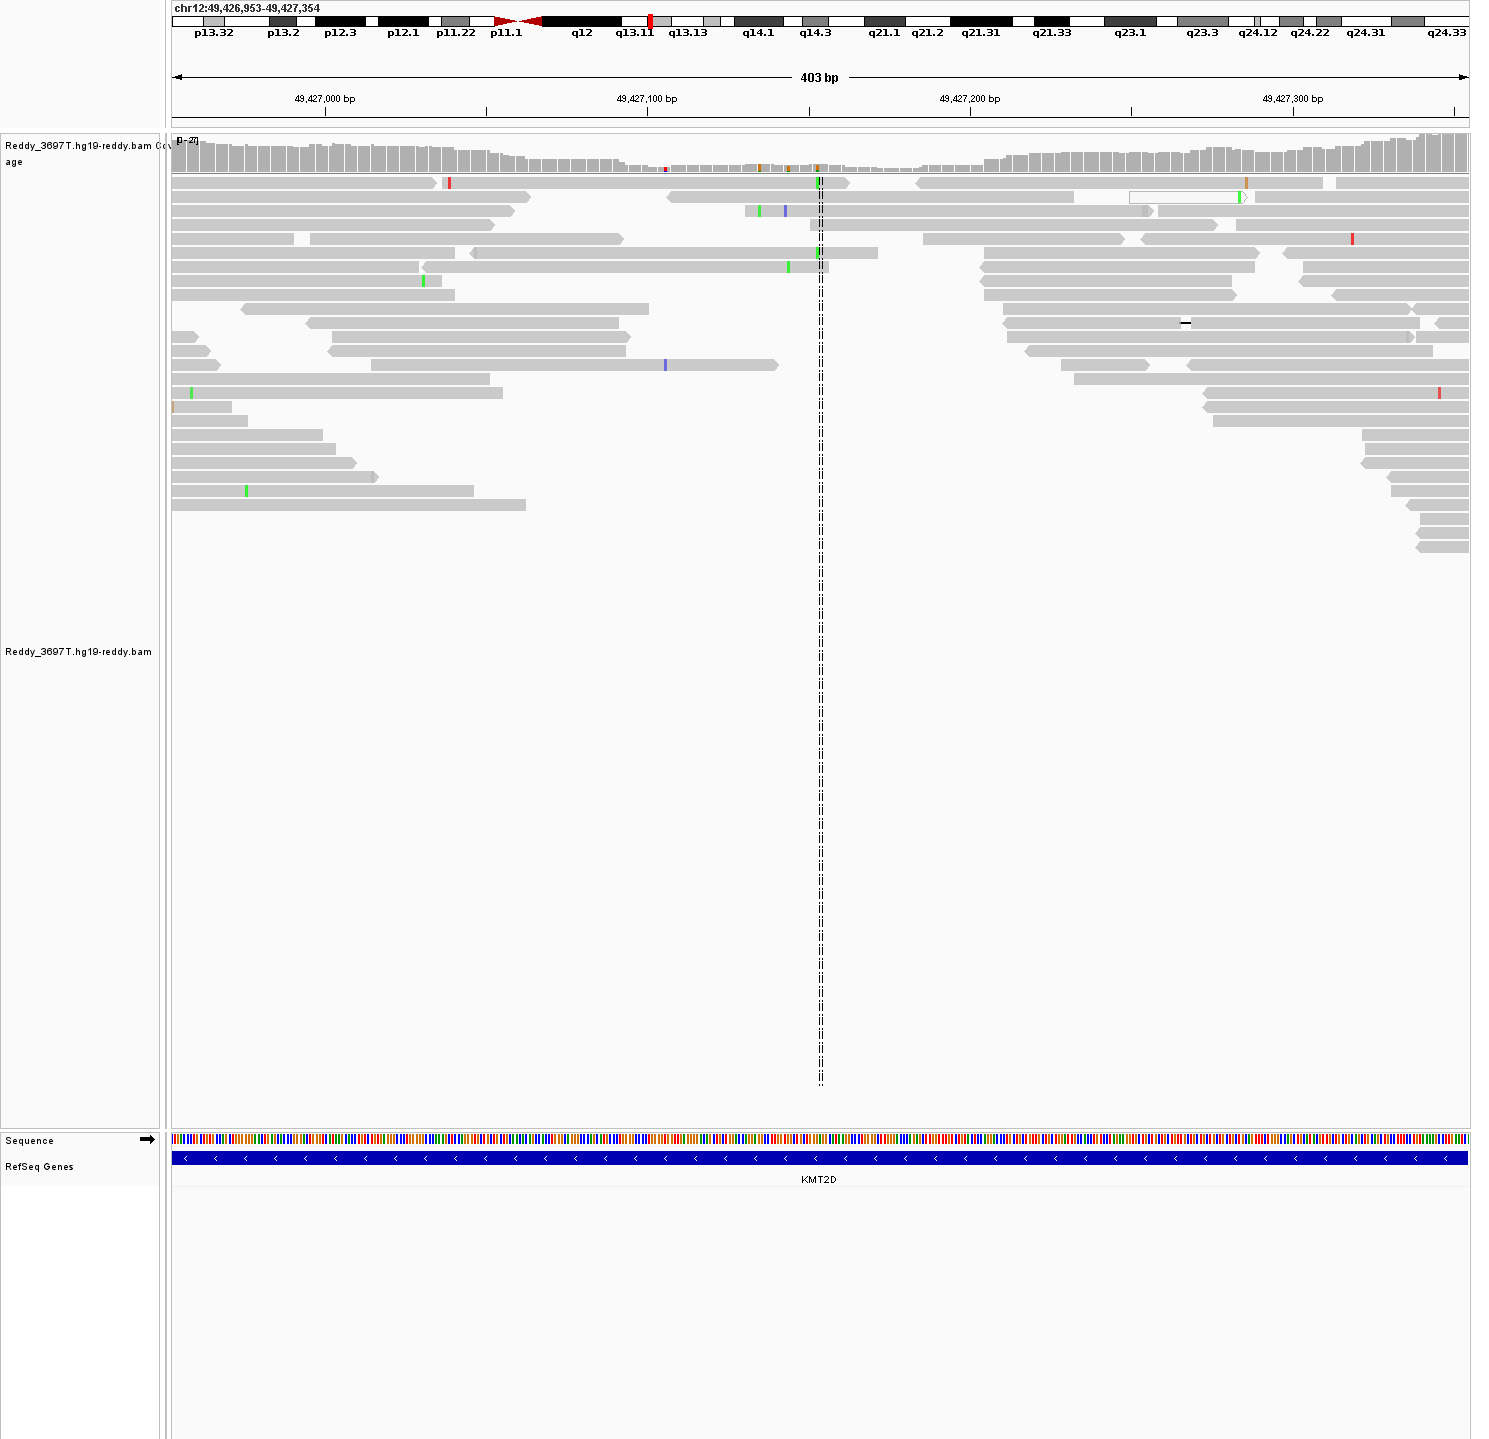 chr12:49,426,953-49,427,354
p13.32 p13.2 p12.3 p12.1 p11.22 p11.1 q12 q13.11 q13.13 q14.1 q14.3 q21.1 q21.2 q21.31 q21.33 q23.1 q23.3 q24.12 q24.22 q24.31 q24.33
403 bp
49,427,000 bp 49,427,100 bp 49,427,200 bp 49,427,300 bp
[0 - 27]
Reddy_3697T.hg19-reddy.bam Cov
age
Reddy_3697T.hg19-reddy.bam
Sequence
RefSeq Genes
KMT2D